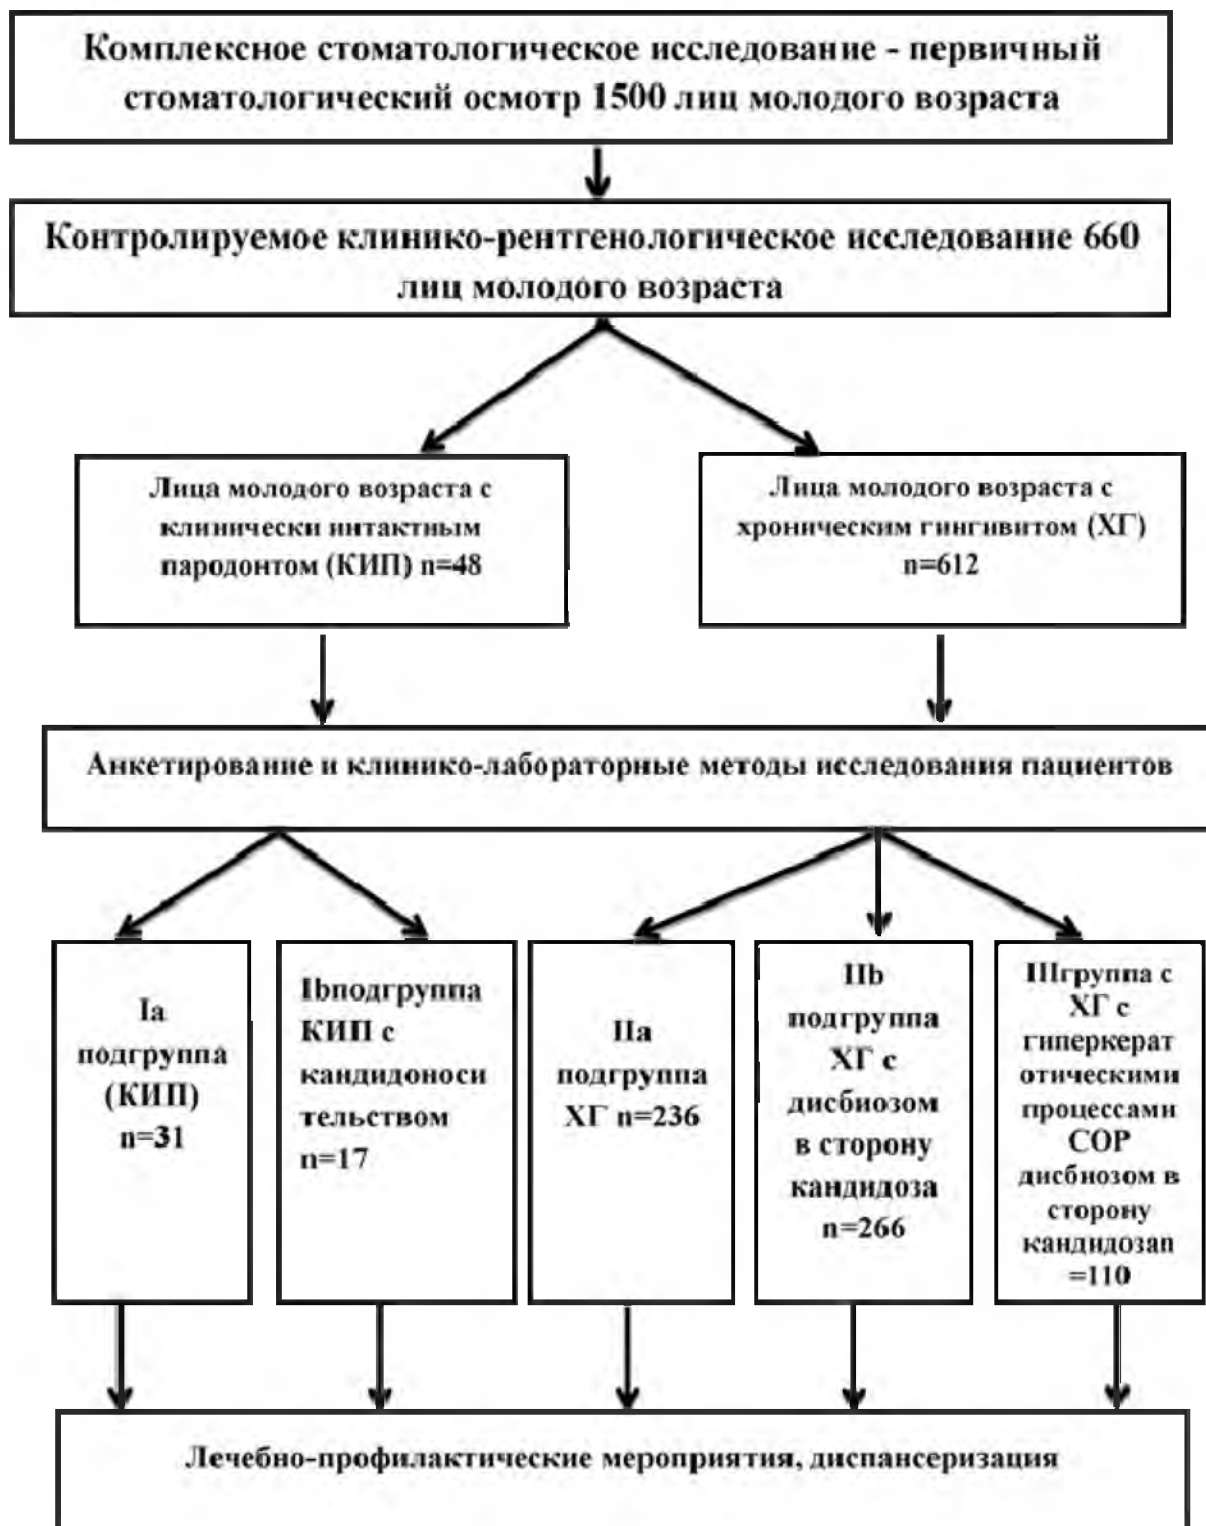 Комплексное стоматологическое исследование - первичный
стоматологический осмотр 1500 лиц молодого возраста
Контролируемое клинико-рентгенологическое исследование 660
лиц молодого возраста
Лица молодого возраста с
клинически интактным
пародонтом (КИП) n=48
Лица молодого возраста с
хроническим гингивитом (ХГ)
n=612
Анкетирование и клинико-лабораторные методы исследования пациентов
Ia
подгруппа
(КИП)
n=31
Ibподгруппа
КИП с
кандидоноси
тельством
n=17
IIa
подгруппа
ХГ n=236
IIb
подгруппа
ХГ с
дисбиозом
в сторону
кандидоза
n=266
IIIгруппа с
ХГ с
гиперкерат
отическими
процессами
СОР
дисбиозом в
сторону
кандидозаn
=110
Лечебно-профилактические мероприятия, диспансеризация